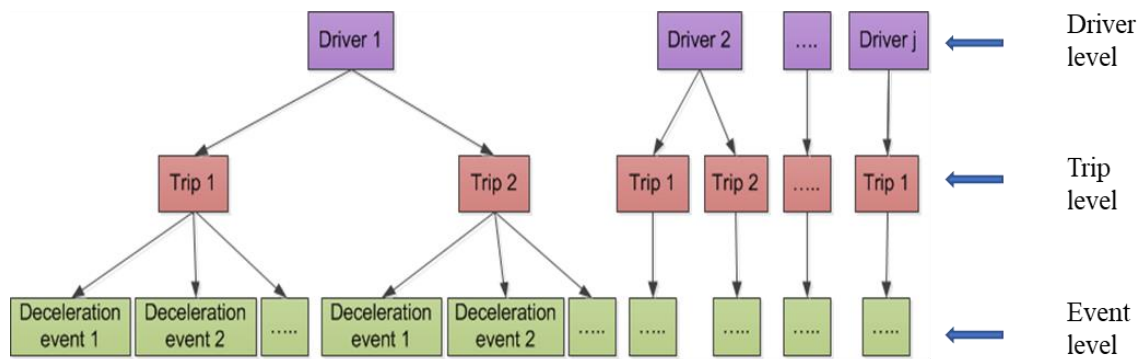 Driver 1
Driver 2
....
Driver j
Driver
level
Trip 1
Trip 2
Trip 1
Trip 2
.....
Trip 1
Trip
level
Deceleration
event 1
Deceleration
event 2
.....
Deceleration
event 1
Deceleration
event 2
.....
.....
.....
.....
.....
Event
level